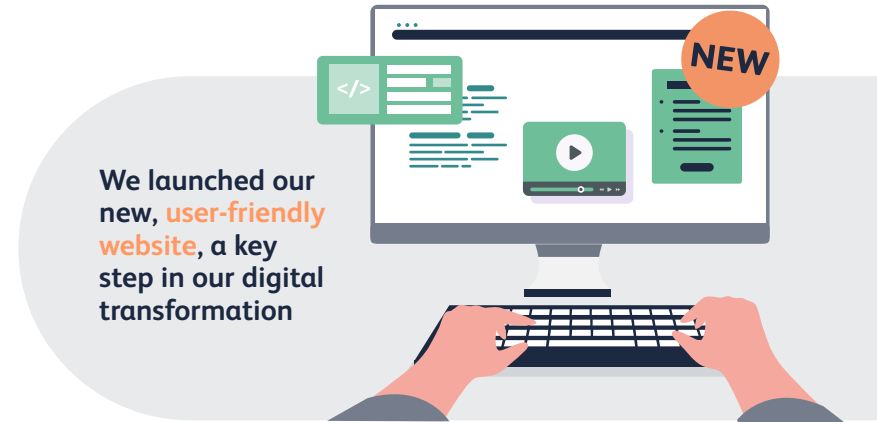 NEW
</>
We launched our
new, user-friendly
website, a key
step in our digital
transformation